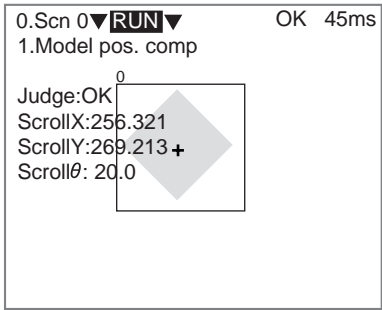 0.Scn 0▼RUN▼ OK 45ms
1.Model pos. comp
0
Judge:OK
ScrollX:256.321
ScrollY:269.213
Scrollθ: 20.0